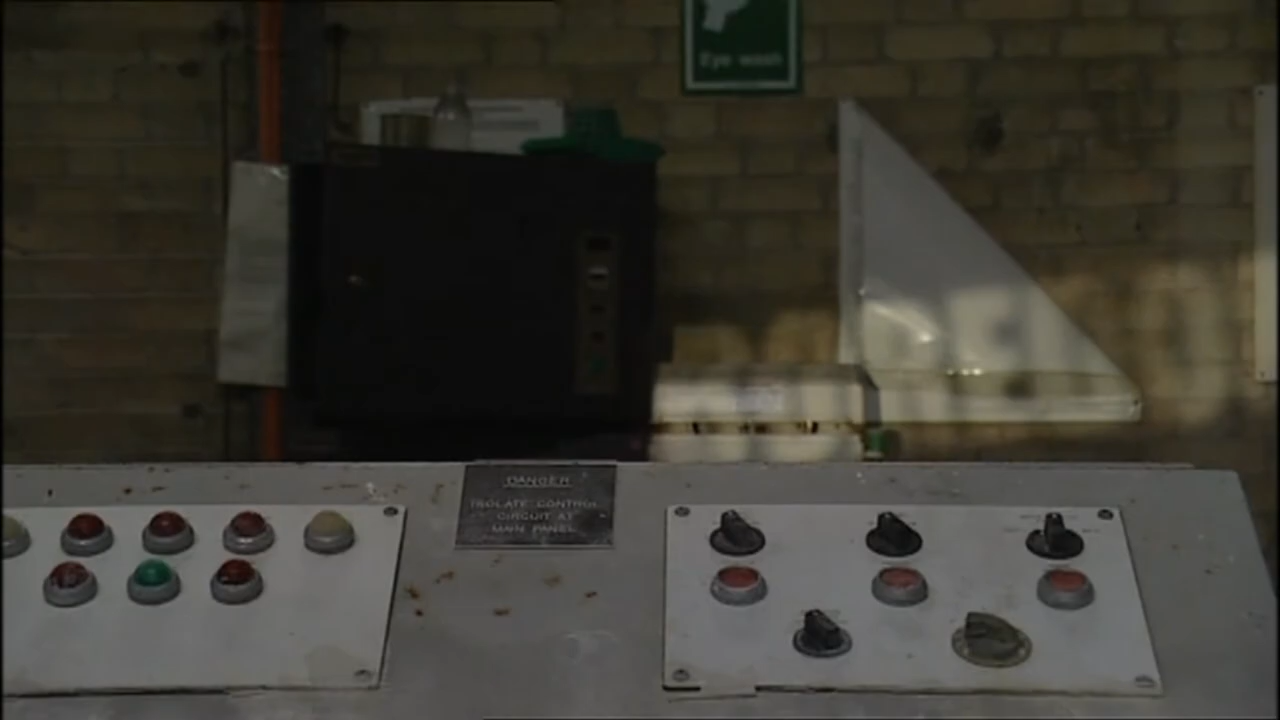 Eye wash
DANGER
ISOLATE CONTROL
CIRCUIT AT
MAIN PANEL